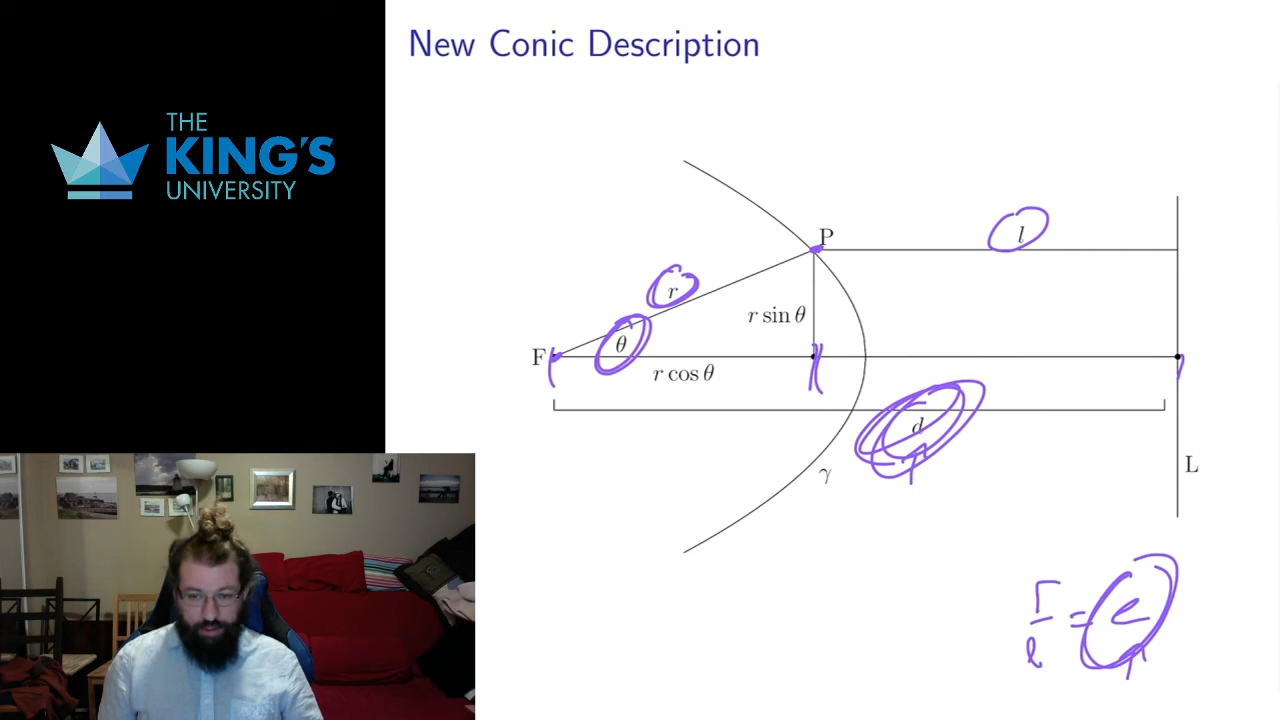 THE
KING'S
UNIVERSITY
New Conic Description
P
l
r
r sin θ
θ
F
r cos θ
d
γ
L
r/l = e